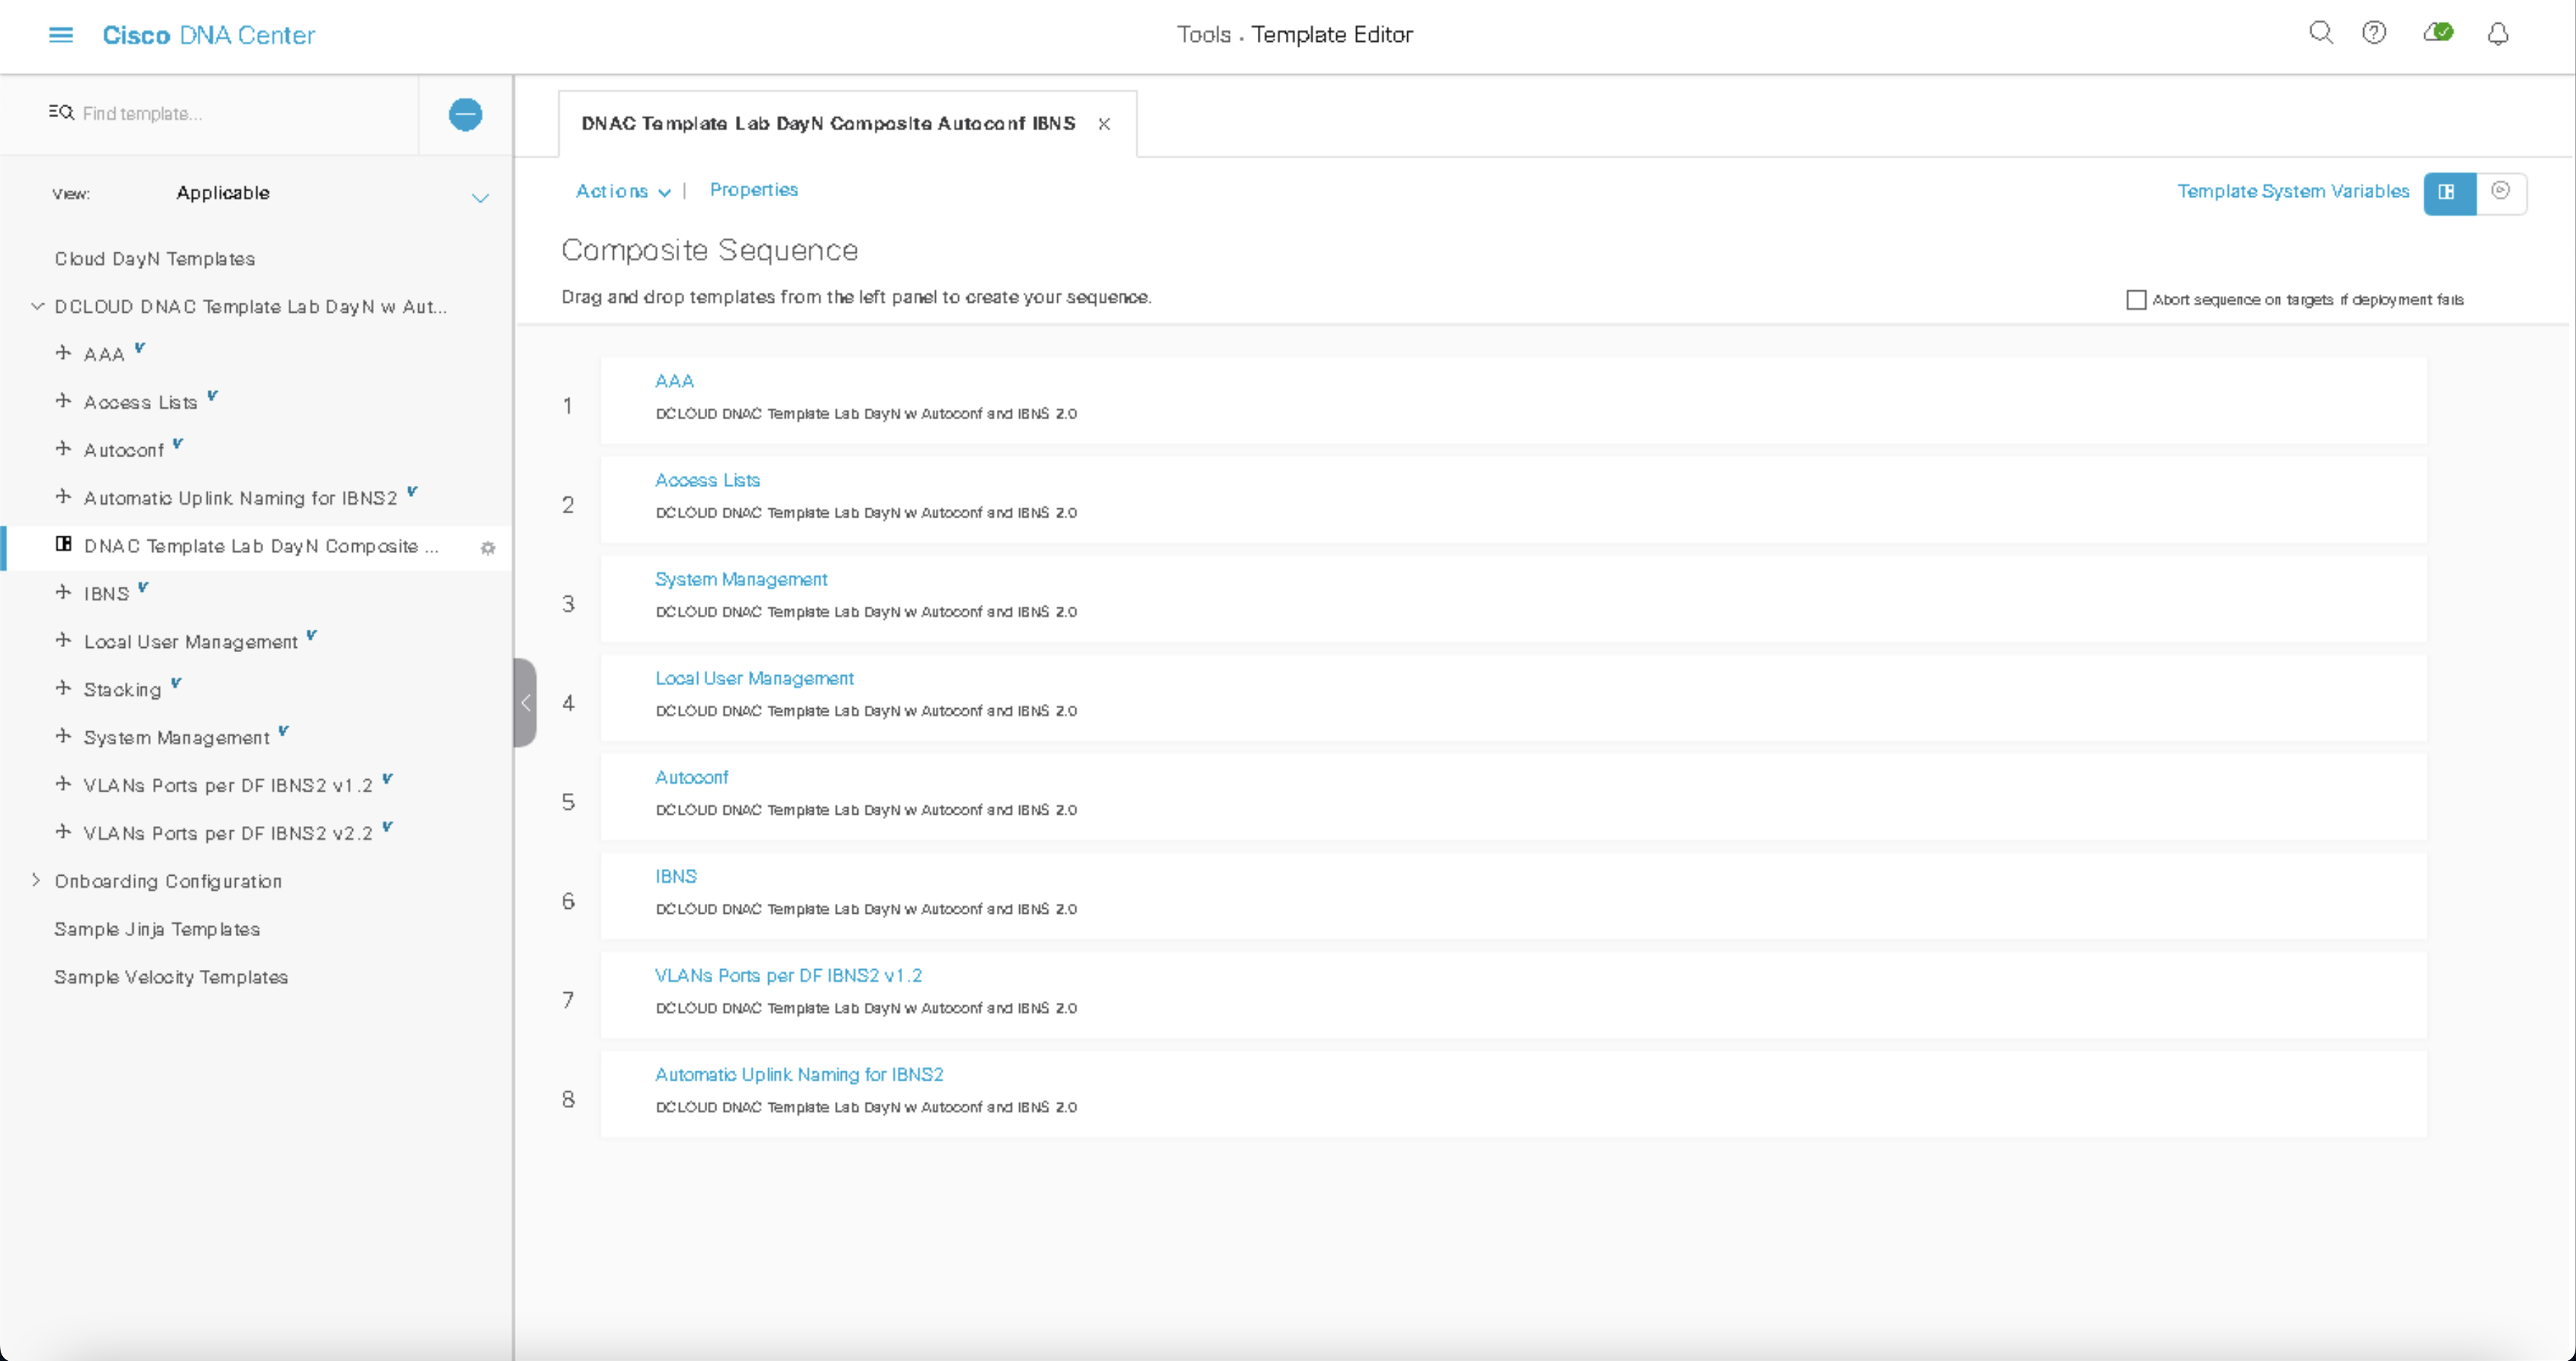 Cisco DNA Center
Tools . Template Editor
Find template...
View: Applicable
Cloud DayN Templates
DCLOUD DNAC Template Lab DayN w Aut...
AAA
Access Lists
Autoconf
Automatic Uplink Naming for IBNS2
DNAC Template Lab DayN Composite ...
IBNS
Local User Management
Stacking
System Management
VLANs Ports per DF IBNS2 v1.2
VLANs Ports per DF IBNS2 v2.2
Onboarding Configuration
Sample Jinja Templates
Sample Velocity Templates
DNAC Template Lab DayN Composite Autoconf IBNS
Actions | Properties
Template System Variables
Composite Sequence
Drag and drop templates from the left panel to create your sequence.
Abort sequence on targets if deployment fails
1
AAA
DCLOUD DNAC Template Lab DayN w Autoconf and IBNS 2.0
2
Access Lists
DCLOUD DNAC Template Lab DayN w Autoconf and IBNS 2.0
3
System Management
DCLOUD DNAC Template Lab DayN w Autoconf and IBNS 2.0
4
Local User Management
DCLOUD DNAC Template Lab DayN w Autoconf and IBNS 2.0
5
Autoconf
DCLOUD DNAC Template Lab DayN w Autoconf and IBNS 2.0
6
IBNS
DCLOUD DNAC Template Lab DayN w Autoconf and IBNS 2.0
7
VLANs Ports per DF IBNS2 v1.2
DCLOUD DNAC Template Lab DayN w Autoconf and IBNS 2.0
8
Automatic Uplink Naming for IBNS2
DCLOUD DNAC Template Lab DayN w Autoconf and IBNS 2.0